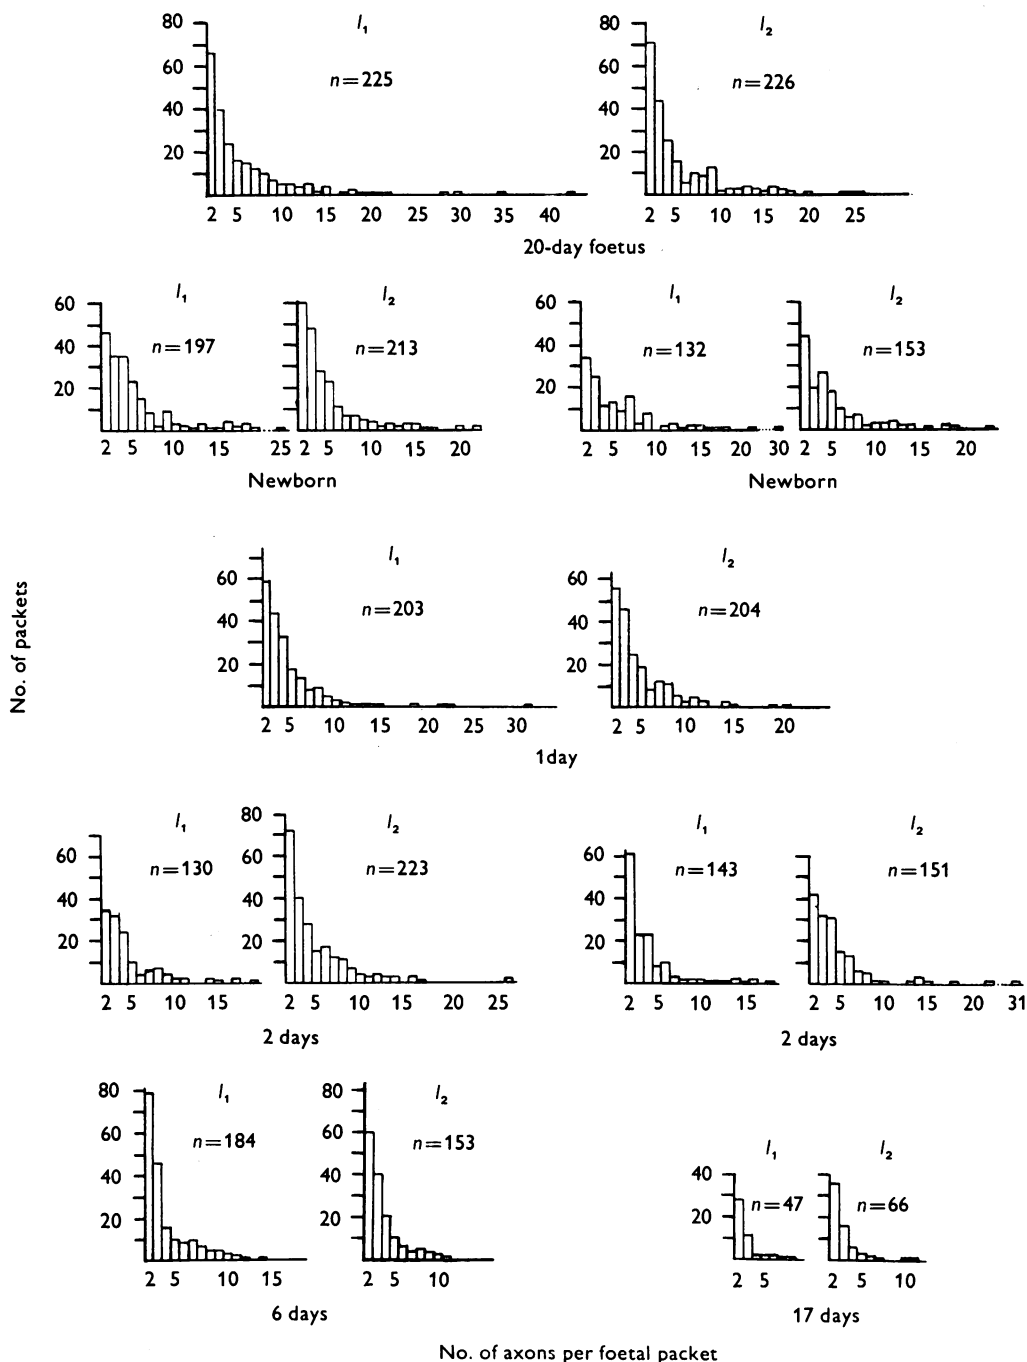 80
60
40
20
l₁
n=225
2 5 10 15 20 25 30 35 40
80
60
40
20
l₂
n=226
2 5 10 15 20 25
20-day foetus
60
40
20
l₁
n=197
2 5 10 15 25
l₂
n=213
2 5 10 15 20
Newborn
60
40
20
l₁
n=132
2 5 10 15 20 30
60
40
20
l₂
n=153
2 5 10 15 20
Newborn
No. of packets
60
40
20
l₁
n=203
2 5 10 15 20 25 30
60
40
20
l₂
n=204
2 5 10 15 20
1day
60
40
20
l₁
n=130
2 5 10 15
80
60
40
20
l₂
n=223
2 5 10 15 20 25
2 days
60
40
20
l₁
n=143
2 5 10 15
l₂
n=151
2 5 10 15 20 31
2 days
80
60
40
20
l₁
n=184
2 5 10 15
80
60
40
20
l₂
n=153
2 5 10
6 days
40
20
l₁
n=47
2 5
l₂
n=66
2 5 10
17 days
No. of axons per foetal packet